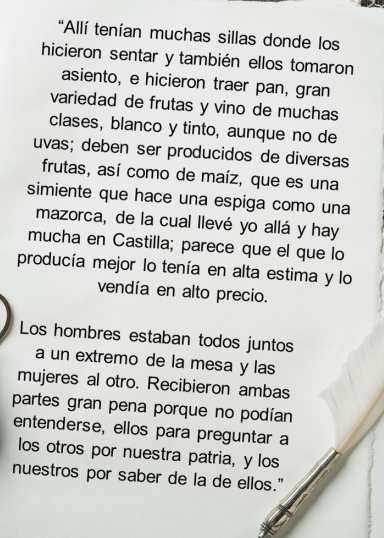 “Allí tenían muchas sillas donde los
hicieron sentar y también ellos tomaron
asiento, e hicieron traer pan, gran
variedad de frutas y vino de muchas
clases, blanco y tinto, aunque no de
uvas; deben ser producidos de diversas
frutas, así como de maíz, que es una
simiente que hace una espiga como una
mazorca, de la cual llevé yo allá y hay
mucha en Castilla; parece que el que lo
producía mejor lo tenía en alta estima y lo
vendía en alto precio.

Los hombres estaban todos juntos
a un extremo de la mesa y las
mujeres al otro. Recibieron ambas
partes gran pena porque no podían
entenderse, ellos para preguntar a
los otros por nuestra patria, y los
nuestros por saber de la de ellos.”